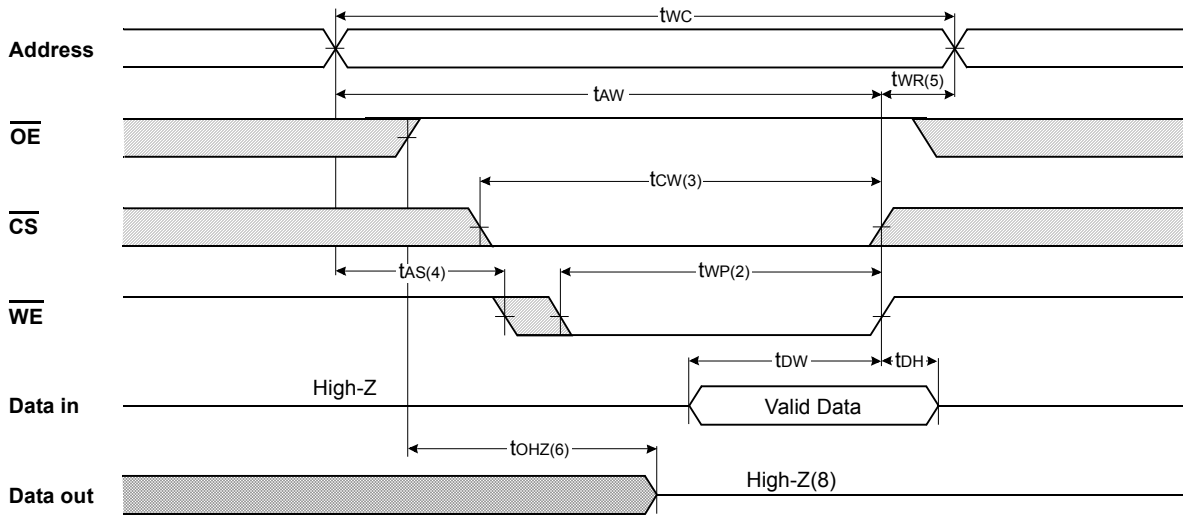 tWC
Address
tWR(5)
tAW
OE
tCW(3)
CS
tAS(4)
tWP(2)
WE
tDW
tDH
High-Z
Data in
Valid Data
tOHZ(6)
High-Z(8)
Data out